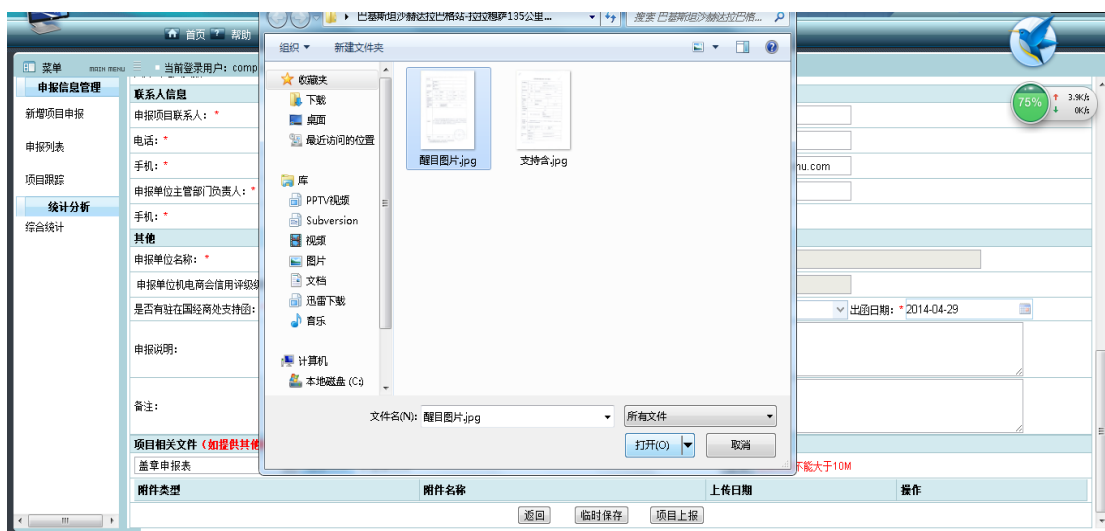 巴基斯坦沙赫达拉巴格站-拉拉穆萨135公里...
搜索 巴基斯坦沙赫达拉巴格...
首页 ? 帮助
组织 新建文件夹
菜单 MAIN MENU 当前登录用户: comp
收藏夹
下载
桌面
最近访问的位置
库
PPTV视频
Subversion
视频
图片
文档
迅雷下载
音乐
计算机
本地磁盘 (C:)
醒目图片.jpg 支持含.jpg
文件名(N): 醒目图片.jpg 所有文件
打开(O) 取消
75% 3.9K/s
0K/s
申报信息管理
新增项目申报
申报列表
项目跟踪
统计分析
综合统计
联系人信息
申报项目联系人: *
电话: *
手机: * nu.com
申报单位主管部门负责人: *
手机: *
其他
申报单位名称: *
申报单位机电商会信用评级
是否有驻在国经商处支持函: 出函日期: * 2014-04-29
申报说明:
备注:
项目相关文件 (如提供其他
盖章申报表 不能大于10M
附件类型 附件名称 上传日期 操作
返回 临时保存 项目上报